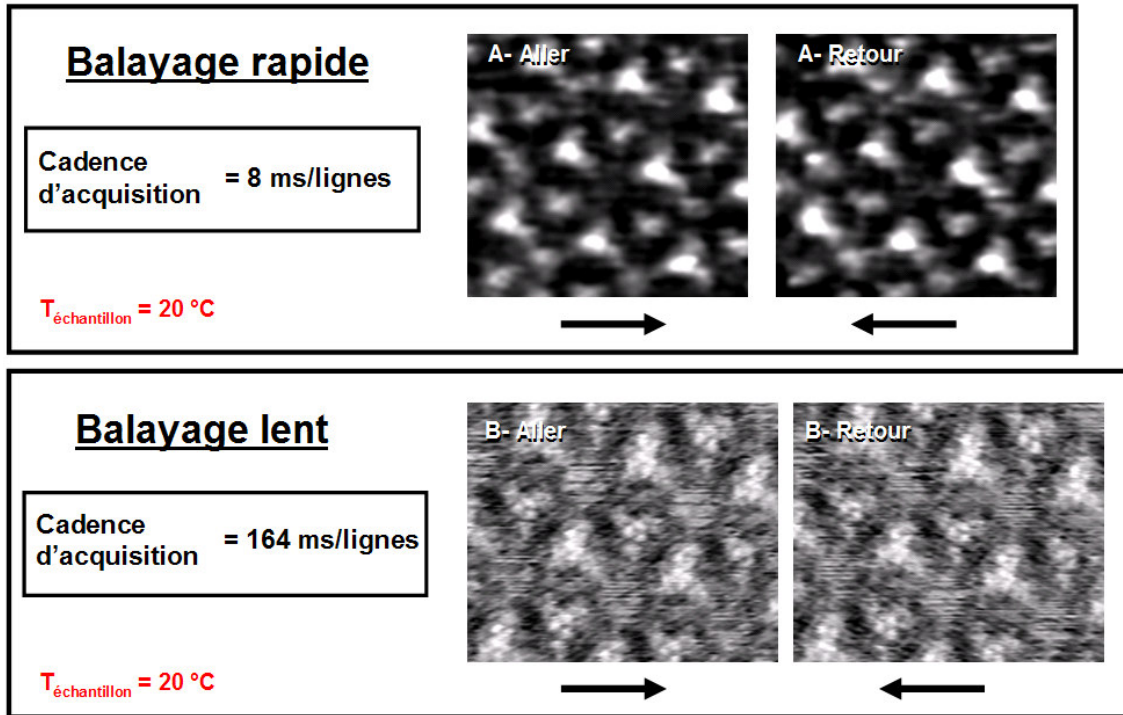 Balayage rapide
Cadence
d'acquisition = 8 ms/lignes
Téchantillon = 20 °C
A- Aller
A- Retour
Balayage lent
Cadence
d'acquisition = 164 ms/lignes
Téchantillon = 20 °C
B- Aller
B- Retour